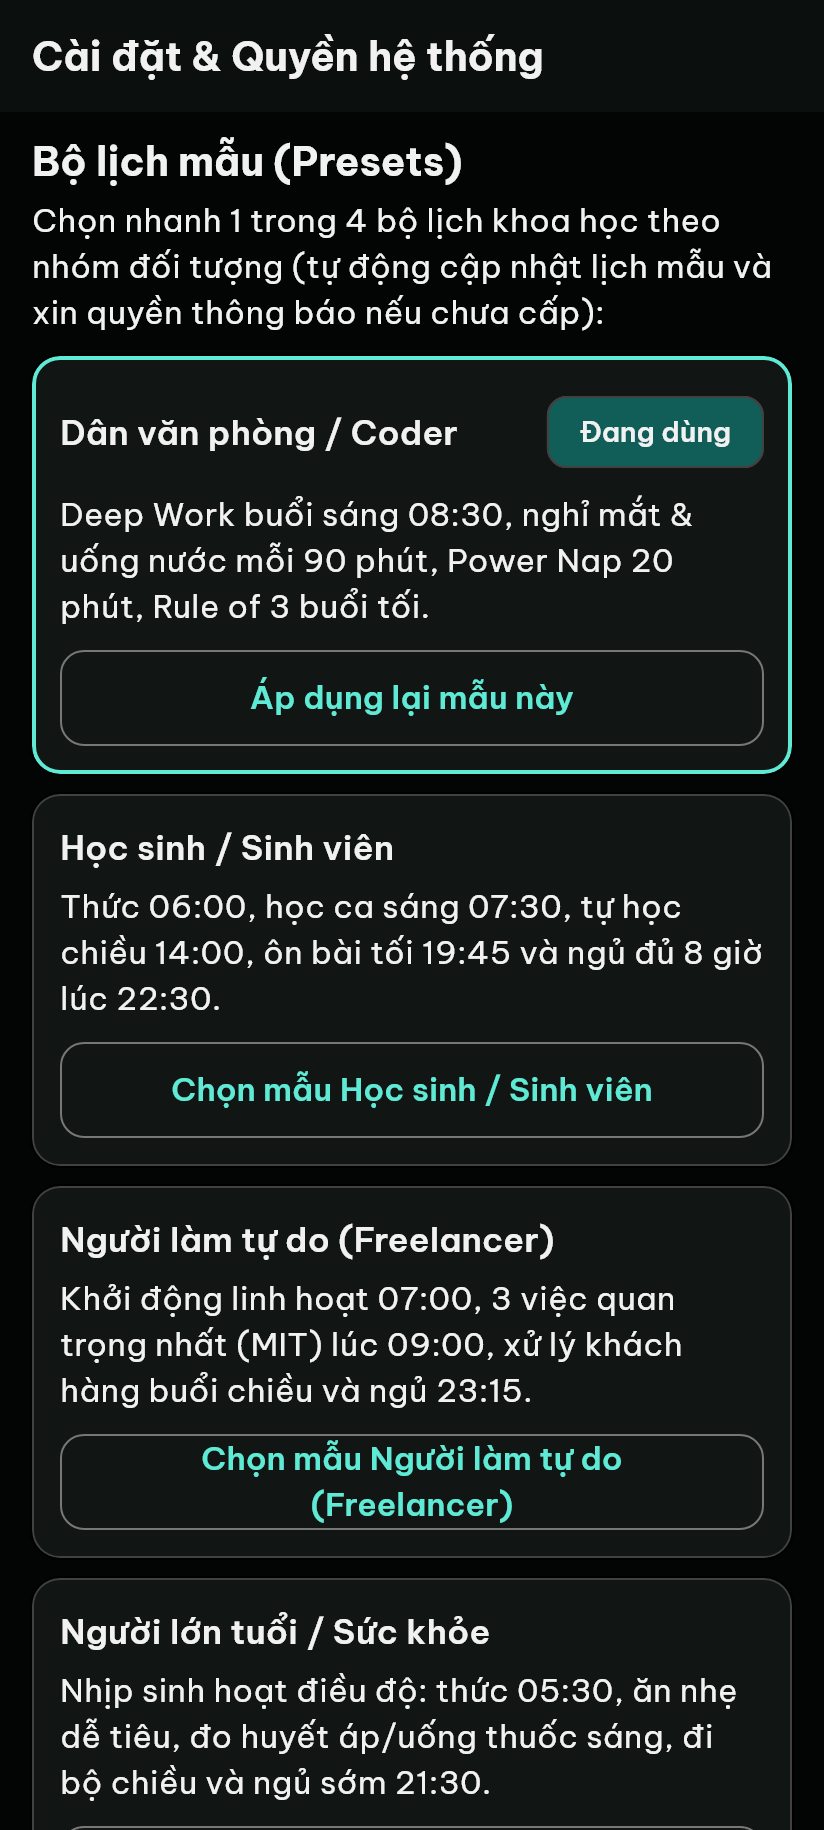 Cài đặt & Quyền hệ thống
Bộ lịch mẫu (Presets)
Chọn nhanh 1 trong 4 bộ lịch khoa học theo
nhóm đối tượng (tự động cập nhật lịch mẫu và
xin quyền thông báo nếu chưa cấp):
Dân văn phòng / Coder
Đang dùng
Deep Work buổi sáng 08:30, nghỉ mắt &
uống nước mỗi 90 phút, Power Nap 20
phút, Rule of 3 buổi tối.
Áp dụng lại mẫu này
Học sinh / Sinh viên
Thức 06:00, học ca sáng 07:30, tự học
chiều 14:00, ôn bài tối 19:45 và ngủ đủ 8 giờ
lúc 22:30.
Chọn mẫu Học sinh / Sinh viên
Người làm tự do (Freelancer)
Khởi động linh hoạt 07:00, 3 việc quan
trọng nhất (MIT) lúc 09:00, xử lý khách
hàng buổi chiều và ngủ 23:15.
Chọn mẫu Người làm tự do
(Freelancer)
Người lớn tuổi / Sức khỏe
Nhịp sinh hoạt điều độ: thức 05:30, ăn nhẹ
dễ tiêu, đo huyết áp/uống thuốc sáng, đi
bộ chiều và ngủ sớm 21:30.